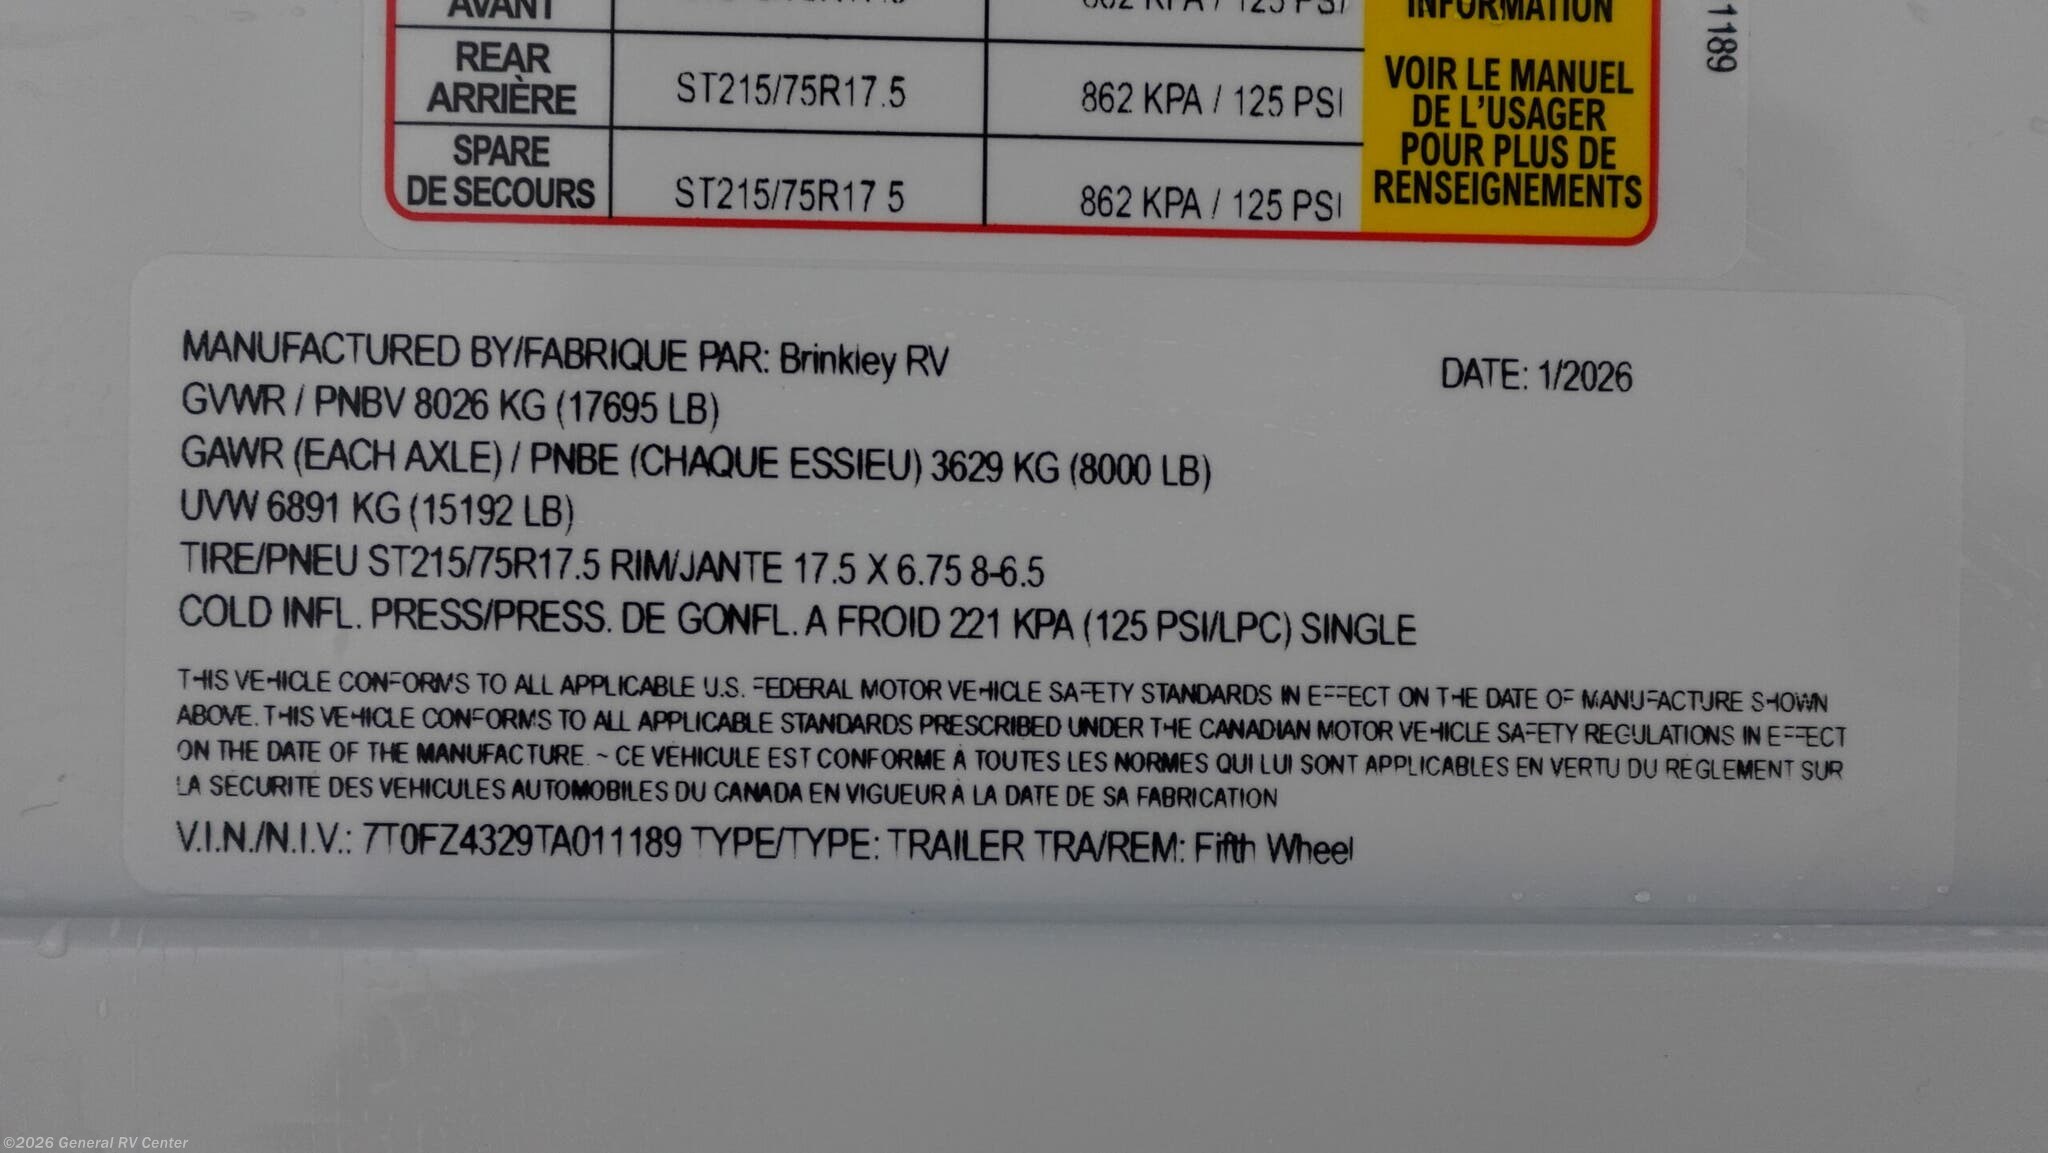 AVANT
862 KPA / 125 PSI
INFORMATION
REAR
ARRIÈRE
ST215/75R17.5
862 KPA / 125 PSI
VOIR LE MANUEL
DE L'USAGER
POUR PLUS DE
RENSEIGNEMENTS
SPARE
DE SECOURS
ST215/75R17 5
862 KPA / 125 PSI
1189
MANUFACTURED BY/FABRIQUE PAR: Brinkley RV
DATE: 1/2026
GVWR / PNBV 8026 KG (17695 LB)
GAWR (EACH AXLE) / PNBE (CHAQUE ESSIEU) 3629 KG (8000 LB)
UVW 6891 KG (15192 LB)
TIRE/PNEU ST215/75R17.5 RIM/JANTE 17.5 X 6.75 8-6.5
COLD INFL. PRESS/PRESS. DE GONFL. A FROID 221 KPA (125 PSI/LPC) SINGLE
THIS VEHICLE CONFORMS TO ALL APPLICABLE U.S. FEDERAL MOTOR VEHICLE SAFETY STANDARDS IN EFFECT ON THE DATE OF MANUFACTURE SHOWN
ABOVE. THIS VEHICLE CONFORMS TO ALL APPLICABLE STANDARDS PRESCRIBED UNDER THE CANADIAN MOTOR VEHICLE SAFETY REGULATIONS IN EFFECT
ON THE DATE OF THE MANUFACTURE. ~ CE VÉHICULE EST CONFORME À TOUTES LES NORMES QUI LUI SONT APPLICABLES EN VERTU DU RÈGLEMENT SUR
LA SÉCURITÉ DES VÉHICULES AUTOMOBILES DU CANADA EN VIGUEUR À LA DATE DE SA FABRICATION
V.I.N./N.I.V.: 7T0FZ4329TA011189 TYPE/TYPE: TRAILER TRA/REM: Fifth Wheel
©2026 General RV Center